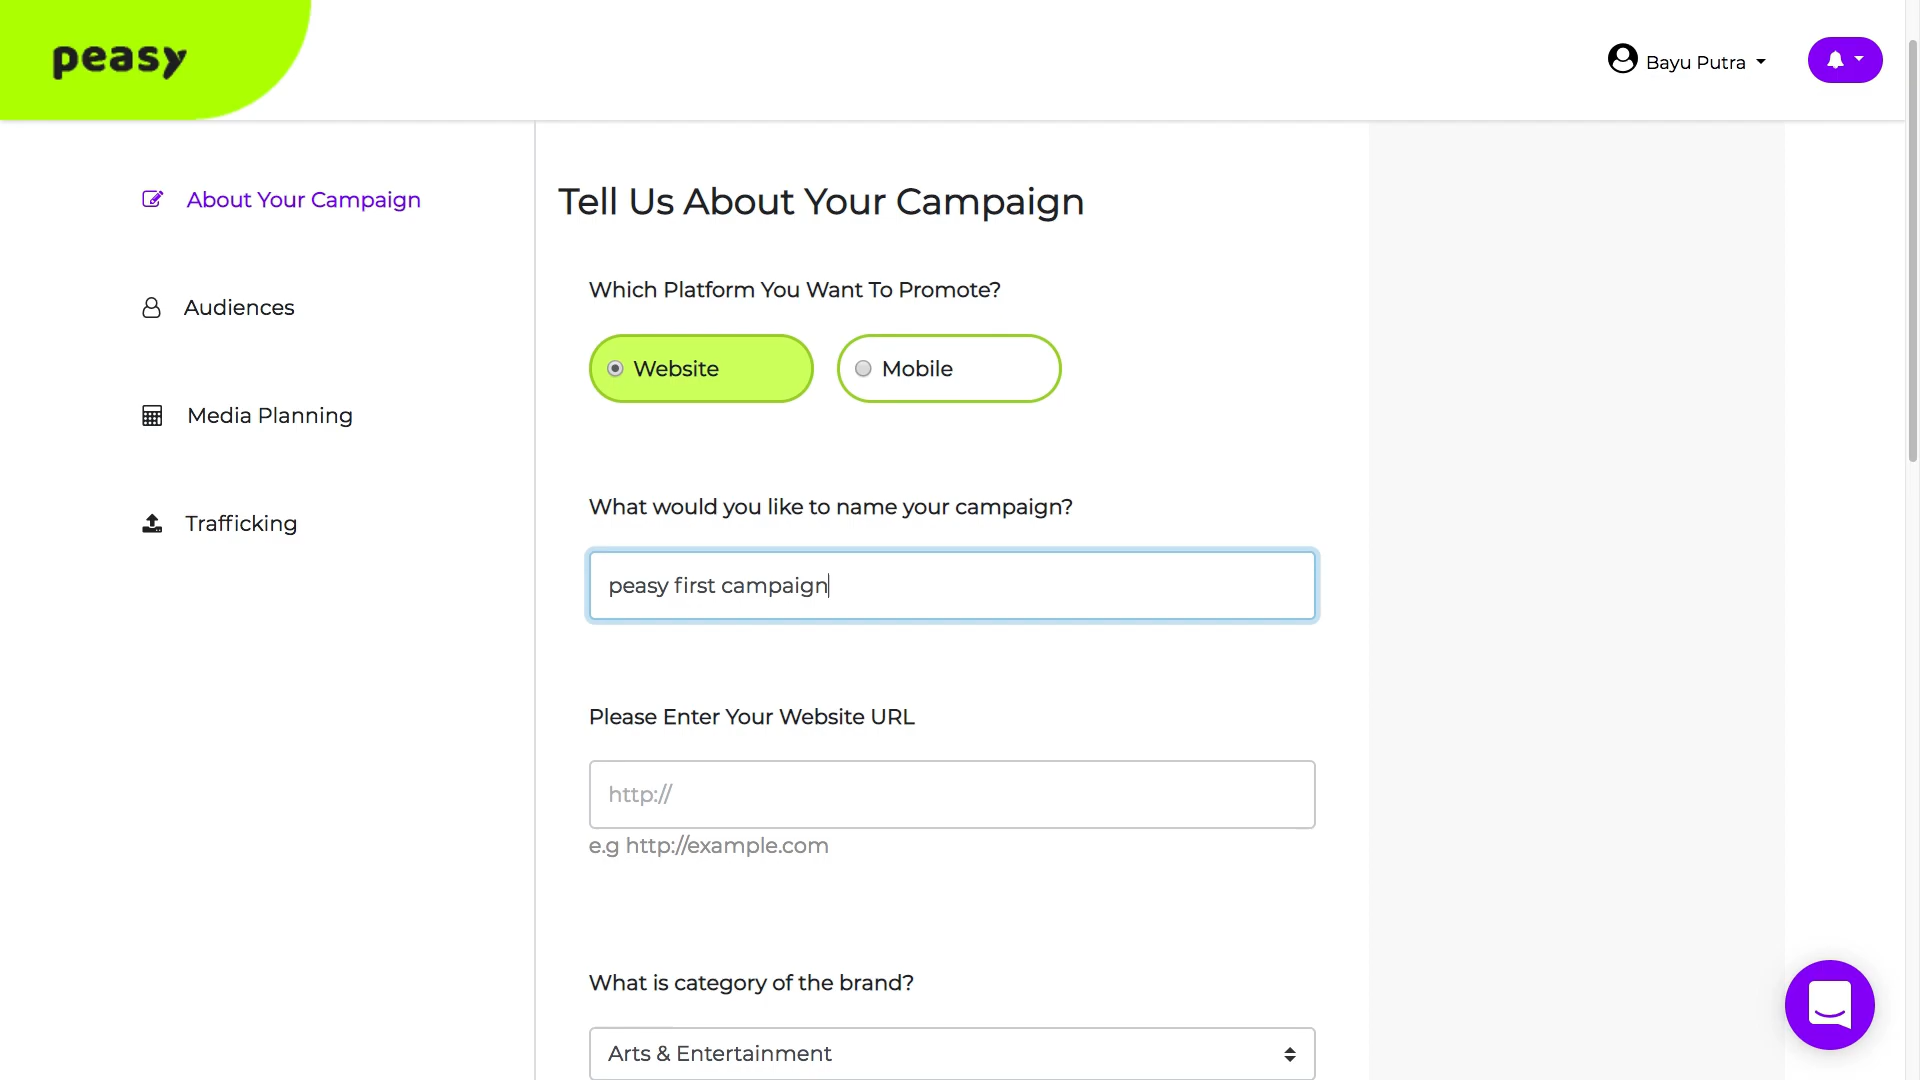 peasy
Bayu Putra
About Your Campaign
Audiences
Media Planning
Trafficking
Tell Us About Your Campaign
Which Platform You Want To Promote?
Website
Mobile
What would you like to name your campaign?
peasy first campaign
Please Enter Your Website URL
http://
e.g http://example.com
What is category of the brand?
Arts & Entertainment